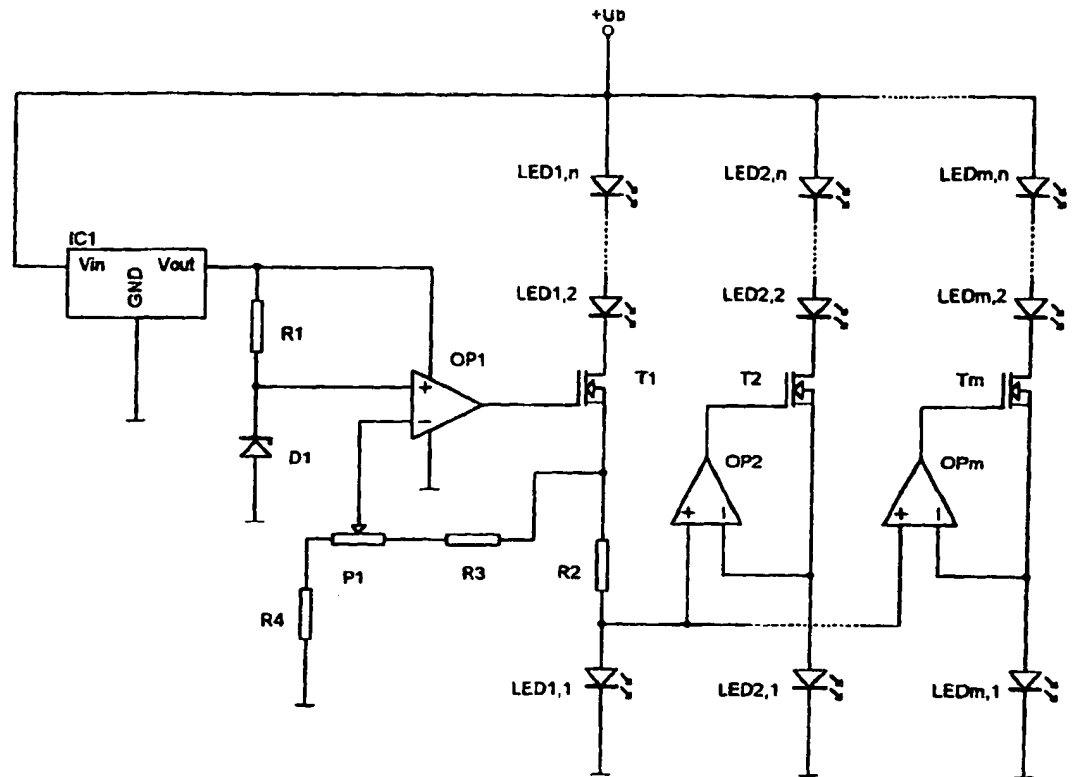 +Ub
LED1,n
LED2,n
LEDm,n
IC1
Vin
GND
Vout
LED1,2
LED2,2
LEDm,2
R1
OP1
T1
T2
Tm
+
−
D1
OP2
OPm
+
−
+
−
P1
R3
R2
R4
LED1,1
LED2,1
LEDm,1